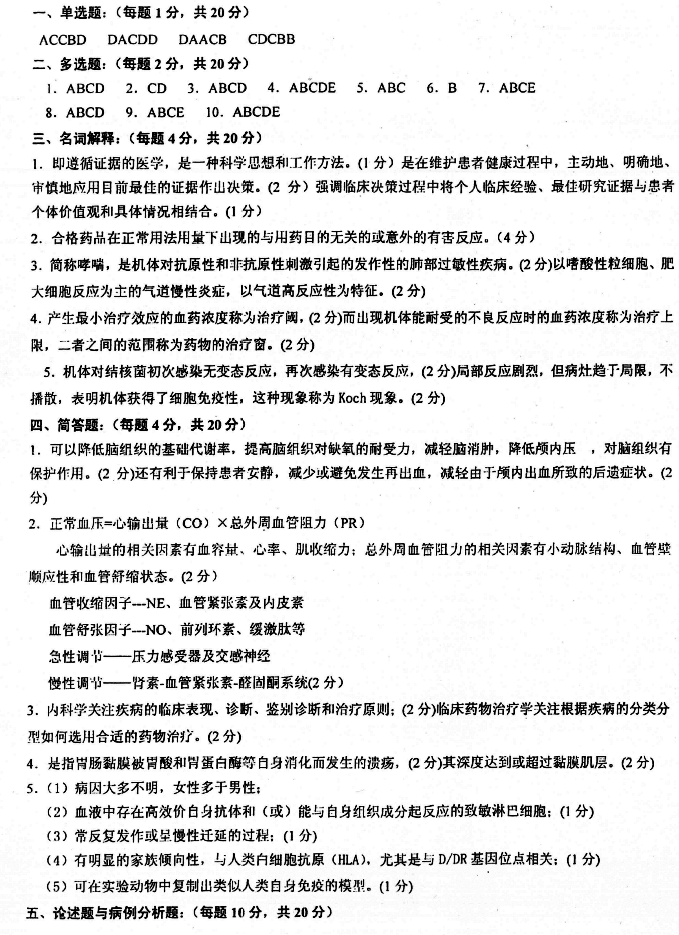 一、单选题:(每题1分,共20分)
ACCBD DACDD DAACB CDCBB
二、多选题:(每题2分,共20分)
1. ABCD 2. CD 3. ABCD 4. ABCDE 5. ABC 6. B 7. ABCE
8. ABCD 9. ABCE 10. ABCDE
三、名词解释:(每题4分,共20分)
1. 即遵循证据的医学,是一种科学思想和工作方法。(1分)是在维护患者健康过程中,主动地、明确地、
审慎地应用目前最佳的证据作出决策。(2 分)强调临床决策过程中将个人临床经验、最佳研究证据与患者
个体价值观和具体情况相结合。(1分)
2. 合格药品在正常用法用量下出现的与用药目的无关的或意外的有害反应。(4分)
3. 简称哮喘,是机体对抗原性和非抗原性刺激引起的发作性的肺部过敏性疾病。(2分)以嗜酸性粒细胞、肥
大细胞反应为主的气道慢性炎症,以气道高反应性为特征。(2分)
4. 产生最小治疗效应的血药浓度称为治疗阈,(2分)而出现机体能耐受的不良反应时的血药浓度称为治疗上
限,二者之间的范围称为药物的治疗窗。(2分)
5. 机体对结核菌初次感染无变态反应,再次感染有变态反应,(2分)局部反应剧烈,但病灶趋于局限,不
播散,表明机体获得了细胞免疫性,这种现象称为 Koch 现象。(2分)
四、简答题:(每题4分,共20分)
1. 可以降低脑组织的基础代谢率,提高脑组织对缺氧的耐受力,减轻脑消肿,降低颅内压 ,对脑组织有
保护作用。(2 分)还有利于保持患者安静,减少或避免发生再出血,减轻由于颅内出血所致的后遗症状。(2
分)
2. 正常血压=心输出量(CO)×总外周血管阻力(PR)
心输出量的相关因素有血容量、心率、肌收缩力;总外周血管阻力的相关因素有小动脉结构、血管壁
顺应性和血管舒缩状态。(2分)
血管收缩因子---NE、血管紧张素及内皮素
血管舒张因子---NO、前列环素、缓激肽等
急性调节——压力感受器及交感神经
慢性调节——肾素-血管紧张素-醛固酮系统(2分)
3. 内科学关注疾病的临床表现、诊断、鉴别诊断和治疗原则;(2分)临床药物治疗学关注根据疾病的分类分
型如何选用合适的药物治疗。(2分)
4. 是指胃肠黏膜被胃酸和胃蛋白酶等自身消化而发生的溃疡,(2分)其深度达到或超过黏膜肌层。(2分)
5.(1)病因大多不明,女性多于男性;
(2)血液中存在高效价自身抗体和(或)能与自身组织成分起反应的致敏淋巴细胞;(1分)
(3)常反复发作或呈慢性迁延的过程;(1分)
(4)有明显的家族倾向性,与人类白细胞抗原(HLA),尤其是与D/DR基因位点相关;(1分)
(5)可在实验动物中复制出类似人类自身免疫的模型。(1分)
五、论述题与病例分析题:(每题10分,共20分)